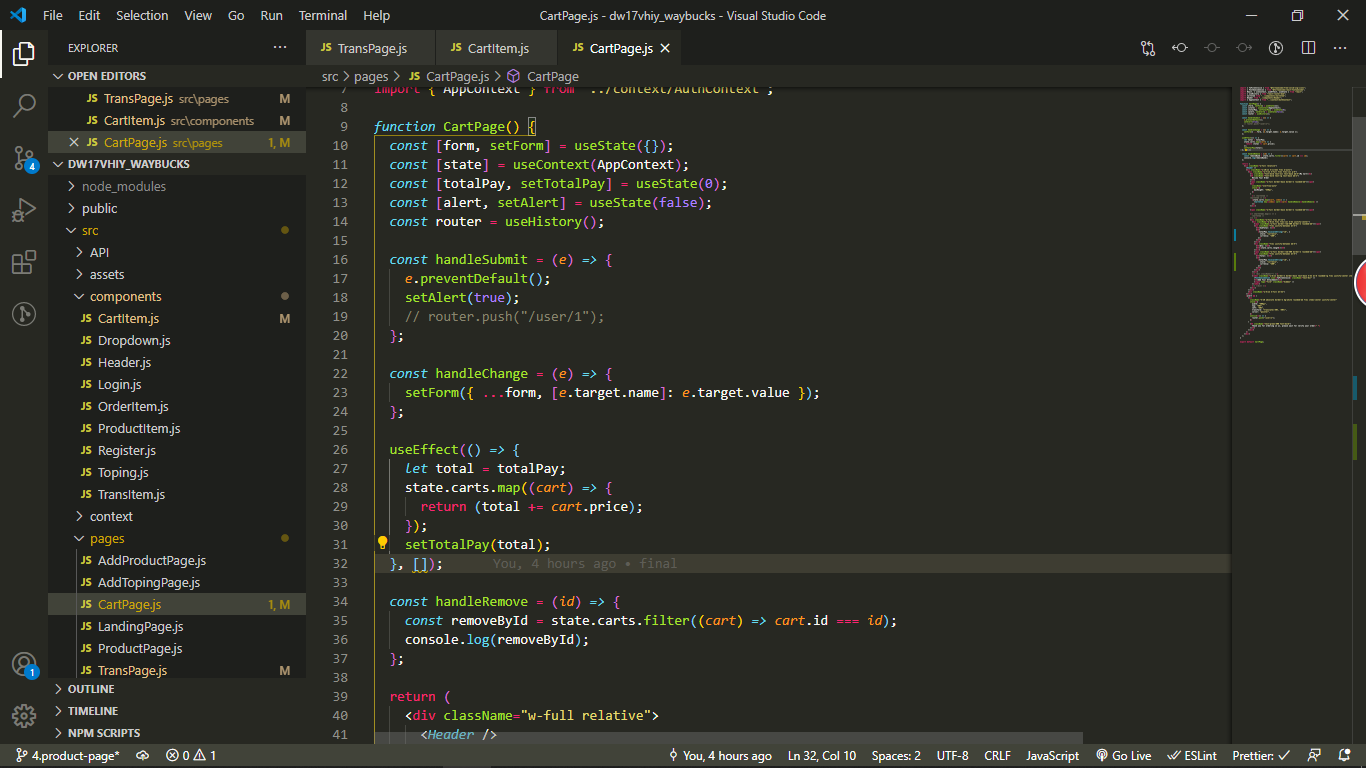 File Edit Selection View Go Run Terminal Help
CartPage.js - dw17vhiy_waybucks - Visual Studio Code
EXPLORER
OPEN EDITORS
JS TransPage.js src\pages M
JS CartItem.js src\components M
JS CartPage.js src\pages 1, M
DW17VHIY_WAYBUCKS
node_modules
public
src
API
assets
components
JS CartItem.js M
JS Dropdown.js
JS Header.js
JS Login.js
JS OrderItem.js
JS ProductItem.js
JS Register.js
JS Toping.js
JS TransItem.js
context
pages
JS AddProductPage.js
JS AddTopingPage.js
JS CartPage.js 1, M
JS LandingPage.js
JS ProductPage.js
JS TransPage.js M
OUTLINE
TIMELINE
NPM SCRIPTS
4
1
JS TransPage.js JS CartItem.js JS CartPage.js
src > pages > JS CartPage.js > CartPage
7 import { AppContext } from "../context/AuthContext";
8
9 function CartPage() {
10 const [form, setForm] = useState({});
11 const [state] = useContext(AppContext);
12 const [totalPay, setTotalPay] = useState(0);
13 const [alert, setAlert] = useState(false);
14 const router = useHistory();
15
16 const handleSubmit = (e) => {
17 e.preventDefault();
18 setAlert(true);
19 // router.push("/user/1");
20 };
21
22 const handleChange = (e) => {
23 setForm({ ...form, [e.target.name]: e.target.value });
24 };
25
26 useEffect(() => {
27 let total = totalPay;
28 state.carts.map((cart) => {
29 return (total += cart.price);
30 });
31 setTotalPay(total);
32 }, []); You, 4 hours ago • final
33
34 const handleRemove = (id) => {
35 const removeById = state.carts.filter((cart) => cart.id === id);
36 console.log(removeById);
37 };
38
39 return (
40 <div className="w-full relative">
41 <Header />
4.product-page* 0 1 You, 4 hours ago Ln 32, Col 10 Spaces: 2 UTF-8 CRLF JavaScript Go Live ESLint Prettier: ✓